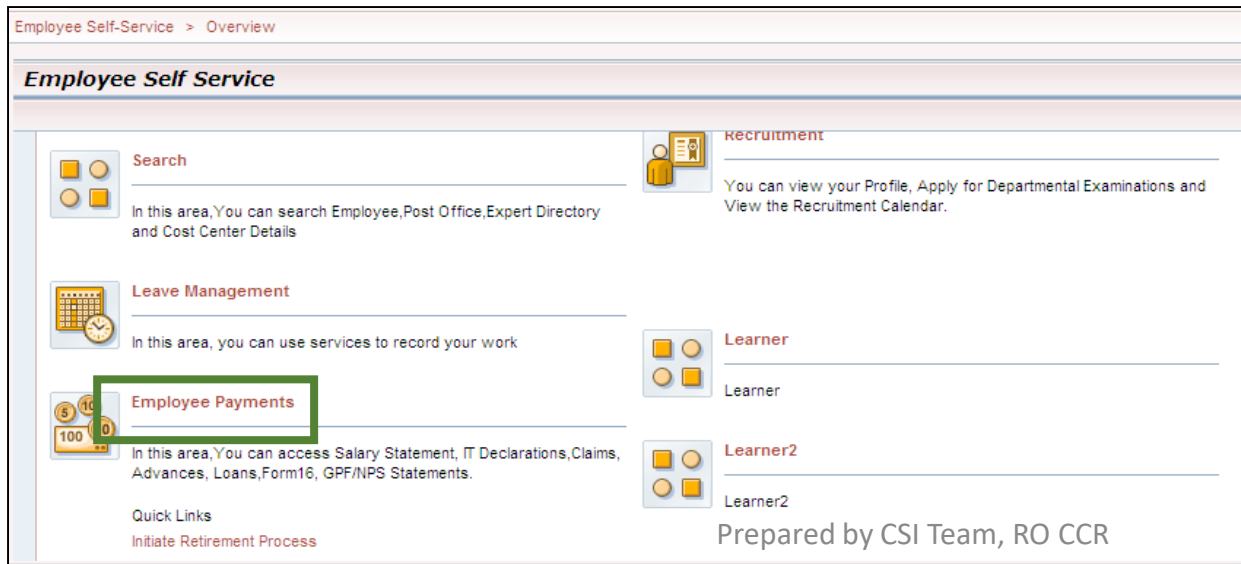 Employee Self-Service > Overview
Employee Self Service
Search
In this area,You can search Employee,Post Office,Expert Directory
and Cost Center Details
Leave Management
In this area, you can use services to record your work
Employee Payments
In this area,You can access Salary Statement, IT Declarations,Claims,
Advances, Loans,Form16, GPF/NPS Statements.
Quick Links
Initiate Retirement Process
Recruitment
You can view your Profile, Apply for Departmental Examinations and
View the Recruitment Calendar.
Learner
Learner
Learner2
Learner2
Prepared by CSI Team, RO CCR
5
10
100